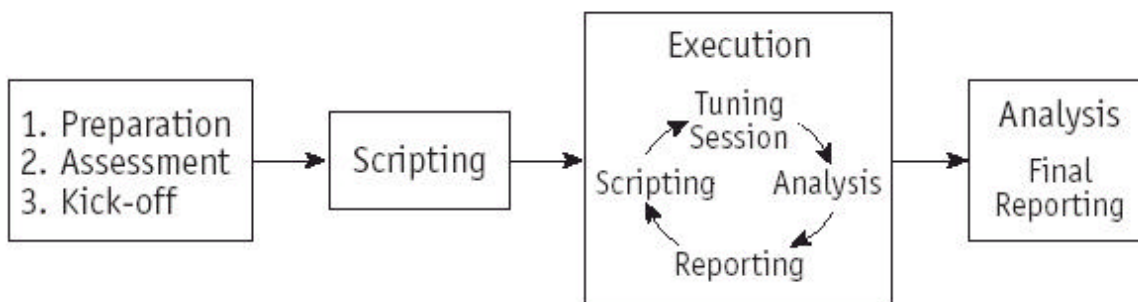 1. Preparation
2. Assessment
3. Kick-off
Scripting
Execution
Tuning
Session
Scripting
Analysis
Reporting
Analysis
Final
Reporting